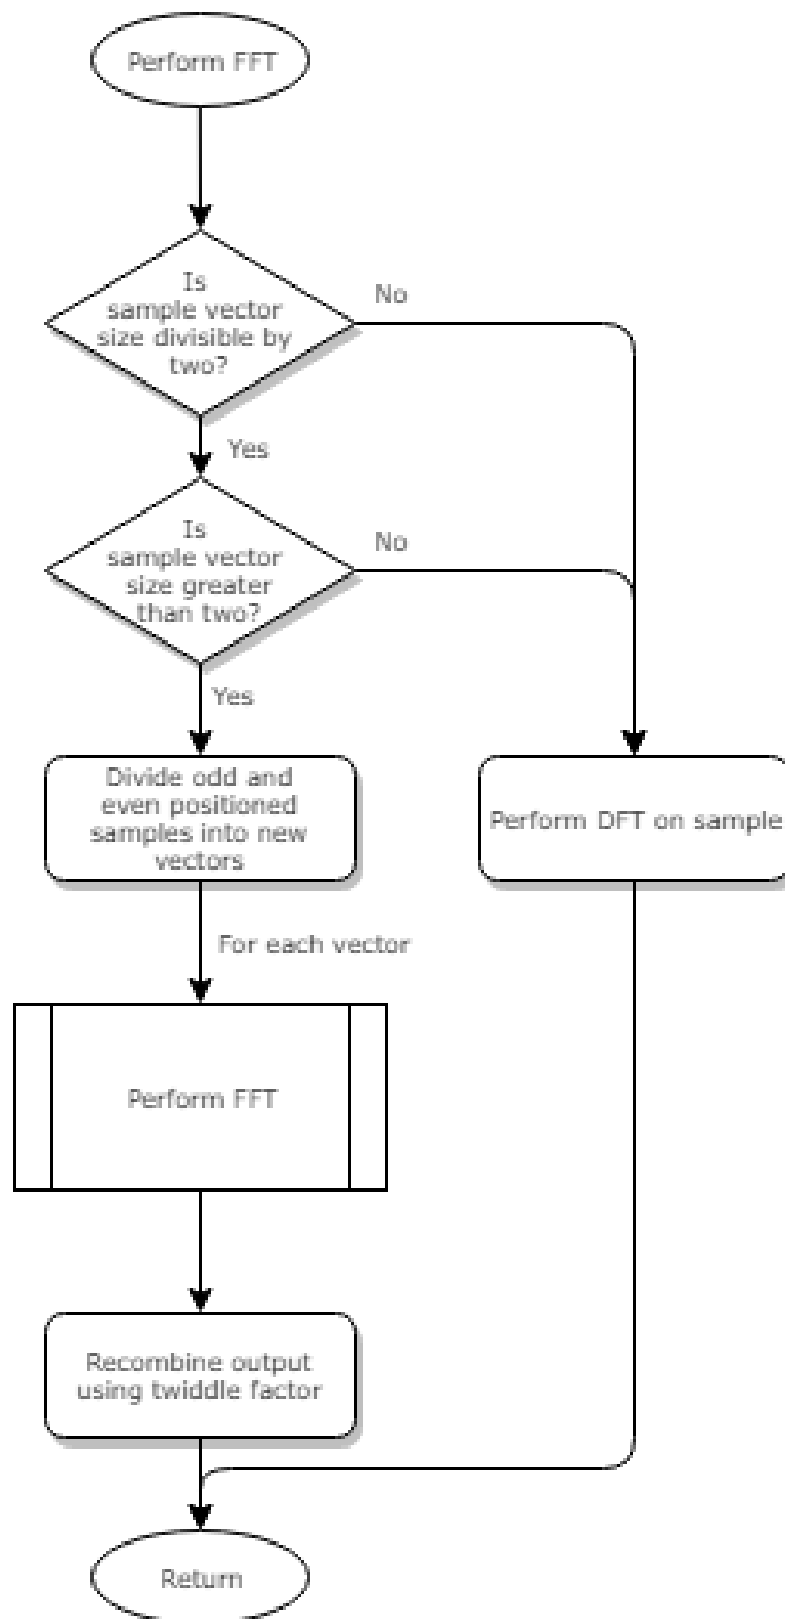 Perform FFT
Is
sample vector
size divisible by
two?
No
Yes
Is
sample vector
size greater
than two?
No
Yes
Divide odd and
even positioned
samples into new
vectors
Perform DFT on sample
For each vector
Perform FFT
Recombine output
using twiddle factor
Return